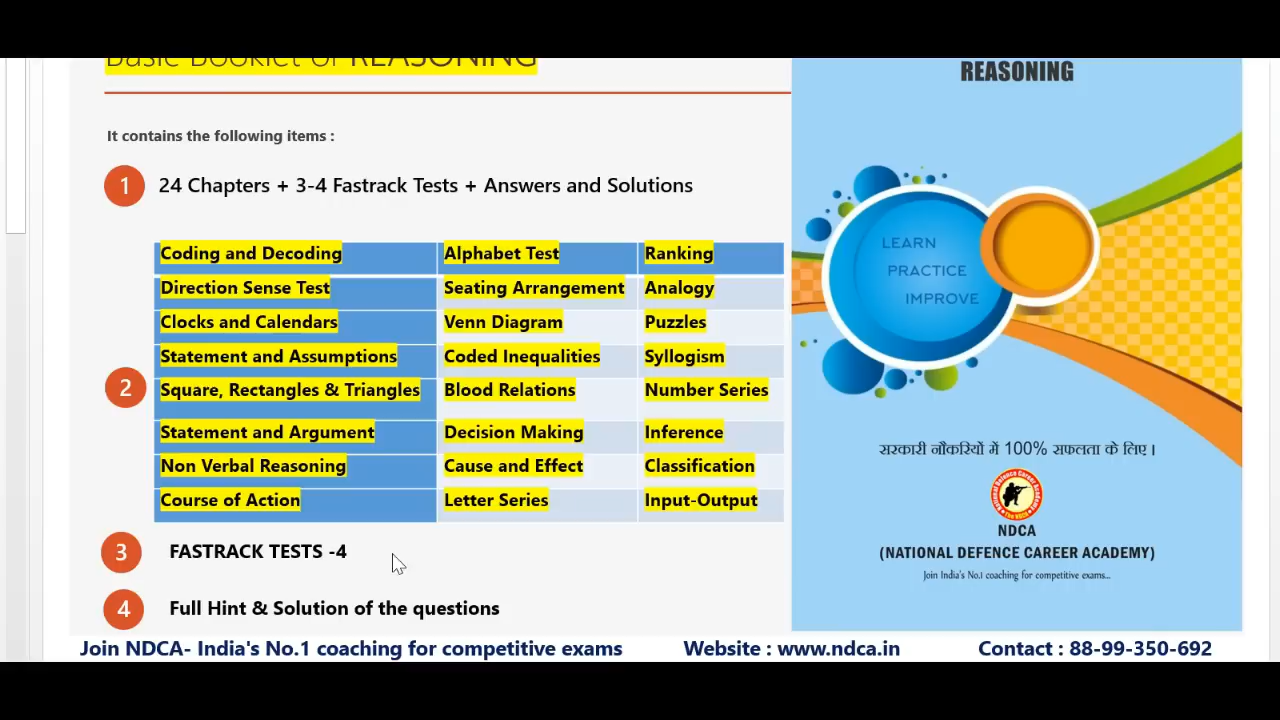 Basic Booklet of REASONING
It contains the following items :
1 24 Chapters + 3-4 Fastrack Tests + Answers and Solutions
2
Coding and Decoding Alphabet Test Ranking
Direction Sense Test Seating Arrangement Analogy
Clocks and Calendars Venn Diagram Puzzles
Statement and Assumptions Coded Inequalities Syllogism
Square, Rectangles & Triangles Blood Relations Number Series
Statement and Argument Decision Making Inference
Non Verbal Reasoning Cause and Effect Classification
Course of Action Letter Series Input-Output
3 FASTRACK TESTS -4
4 Full Hint & Solution of the questions
REASONING
LEARN
PRACTICE
IMPROVE
सरकारी नौकरियों में 100% सफलता के लिए।
NDCA
(NATIONAL DEFENCE CAREER ACADEMY)
Join India's No.1 coaching for competitive exams...
Join NDCA- India's No.1 coaching for competitive exams Website : www.ndca.in Contact : 88-99-350-692